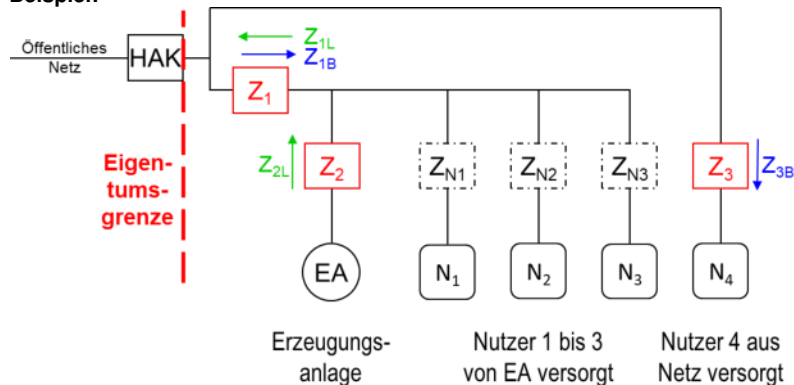 Beispiel:
Öffentliches
Netz
HAK
Z1L
Z1B
Z1
Eigen-
tums-
grenze
Z2L
Z2
ZN1
ZN2
ZN3
Z3
Z3B
EA
N1
N2
N3
N4
Erzeugungs-
anlage
Nutzer 1 bis 3
von EA versorgt
Nutzer 4 aus
Netz versorgt